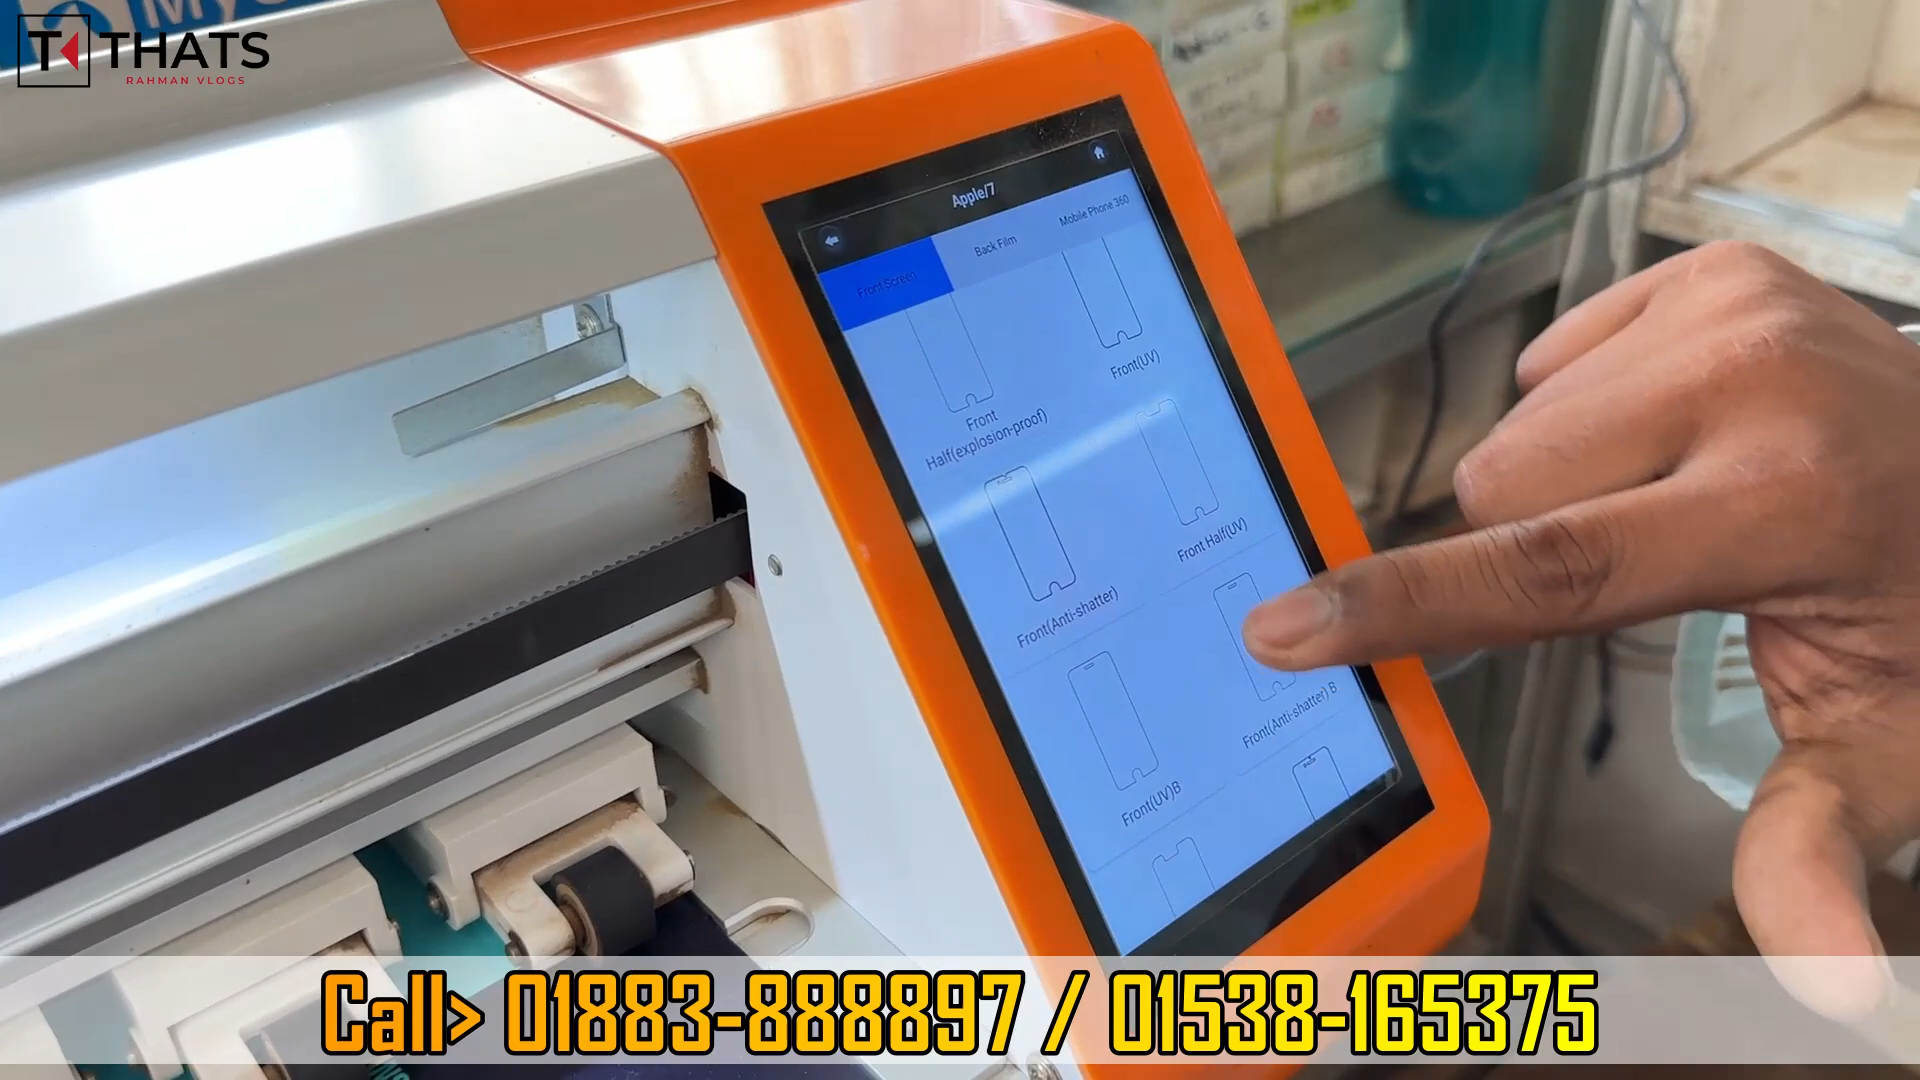 THATS
RAHMAN VLOGS
Apple/7
Front Screen
Back Film
Mobile Phone 360
Front
Half(explosion-proof)
Front(UV)
Front(Anti-shatter)
Front Half(UV)
Front(UV)B
Front(Anti-shatter) B
Call> 01883-888897 / 01538-165375